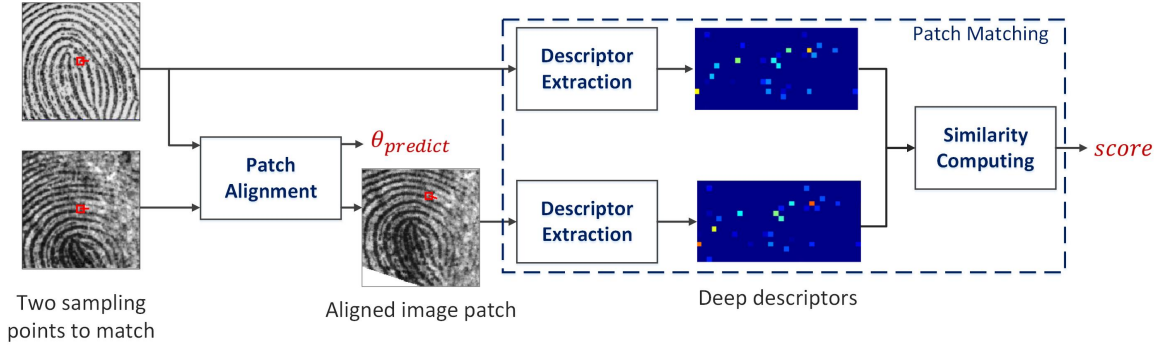 Patch Matching
Descriptor
Extraction
θpredict
Patch
Alignment
Similarity
Computing
score
Descriptor
Extraction
Two sampling
points to match
Aligned image patch
Deep descriptors